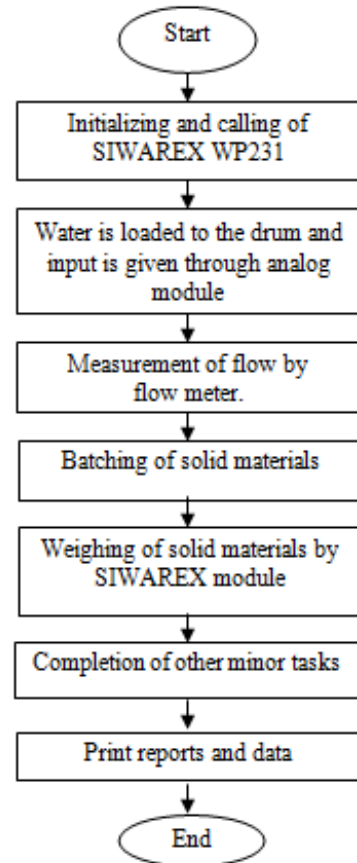 Start
Initializing and calling of
SIWAREX WP231
Water is loaded to the drum and
input is given through analog
module
Measurement of flow by
flow meter.
Batching of solid materials
Weighing of solid materials by
SIWAREX module
Completion of other minor tasks
Print reports and data
End